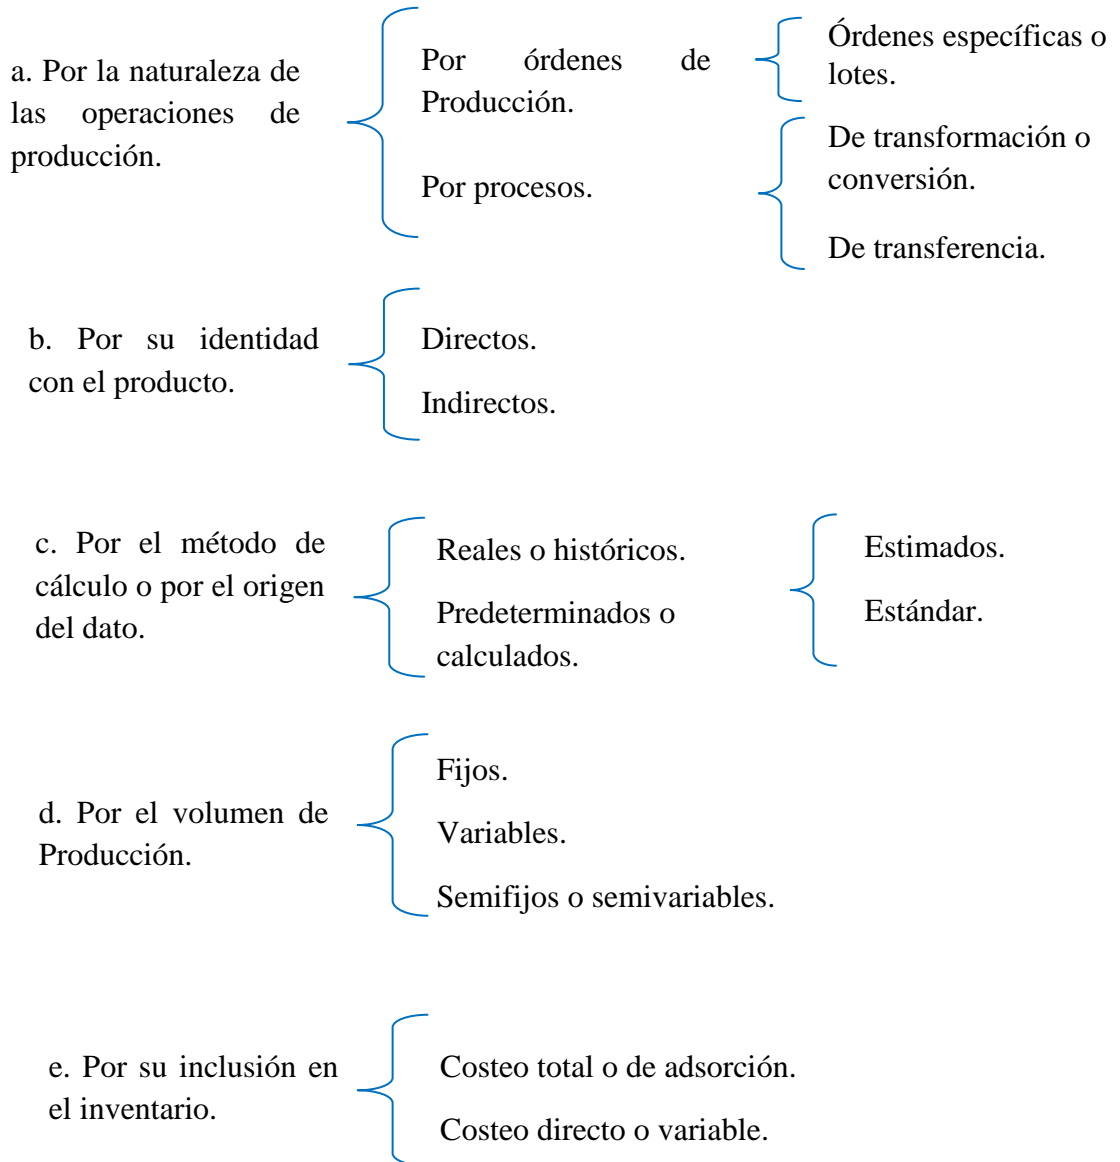 a. Por la naturaleza de
las operaciones de
producción.
Por órdenes de
Producción.
Órdenes específicas o
lotes.
Por procesos.
De transformación o
conversión.
De transferencia.
b. Por su identidad
con el producto.
Directos.
Indirectos.
c. Por el método de
cálculo o por el origen
del dato.
Reales o históricos.
Predeterminados o
calculados.
Estimados.
Estándar.
d. Por el volumen de
Producción.
Fijos.
Variables.
Semifijos o semivariables.
e. Por su inclusión en
el inventario.
Costeo total o de adsorción.
Costeo directo o variable.